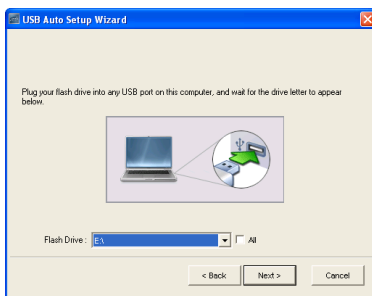 USB Auto Setup Wizard
Plug your flash drive into any USB port on this computer, and wait for the drive letter to appear
below.
Flash Drive : E:\ All
< Back Next > Cancel